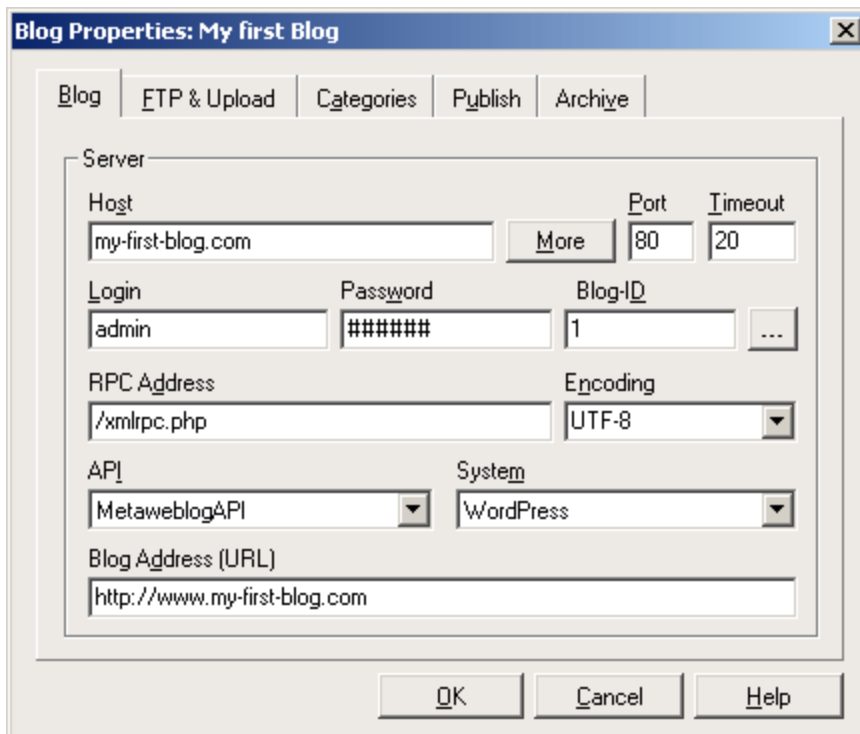 Blog Properties: My first Blog
Blog FTP & Upload Categories Publish Archive
Server
Host Port Timeout
my-first-blog.com More 80 20
Login Password Blog-ID
admin ###### 1 ...
RPC Address Encoding
/xmlrpc.php UTF-8
API System
MetaweblogAPI WordPress
Blog Address (URL)
http://www.my-first-blog.com
OK Cancel Help